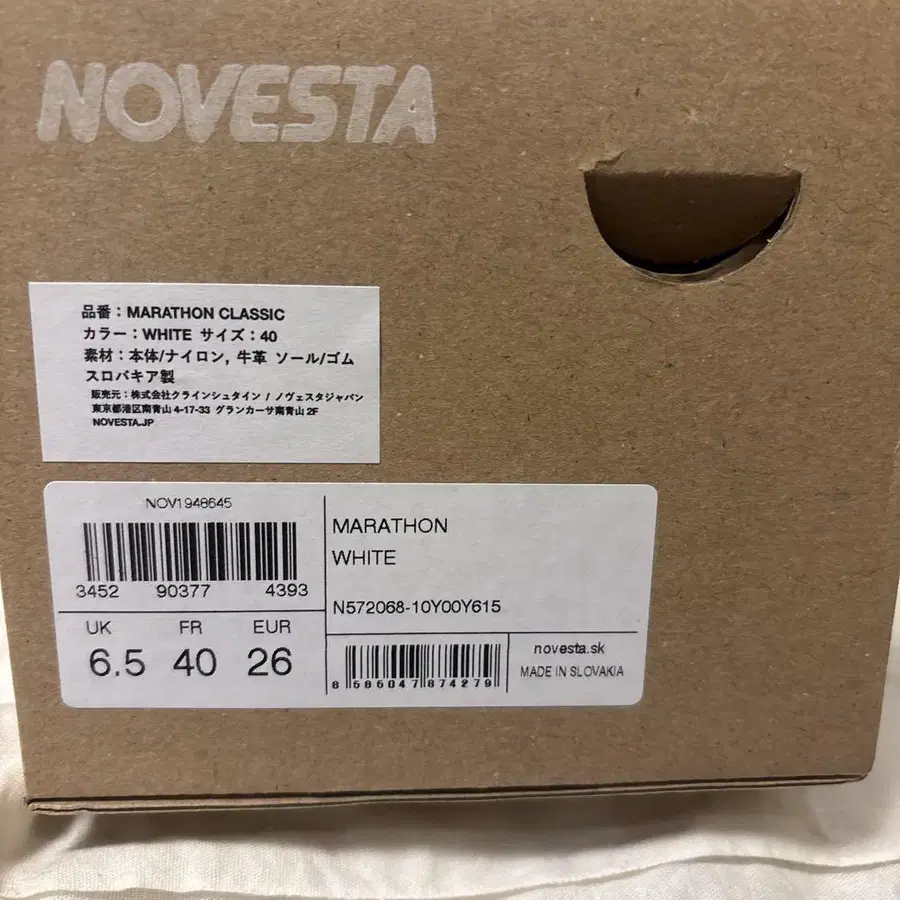 NOVESTA
品番：MARATHON CLASSIC
カラー：WHITE サイズ：40
素材：本体/ナイロン, 牛革 ソール/ゴム
スロバキア製
販売元：株式会社クラインシュタイン / ノヴェスタジャパン
東京都港区南青山 4-17-33 グランカーサ南青山 2F
NOVESTA.JP
NOV1948645
3452 90377 4393
UK FR EUR
6.5 40 26
MARATHON
WHITE
N572068-10Y00Y615
8 585047 874279
novesta.sk
MADE IN SLOVAKIA